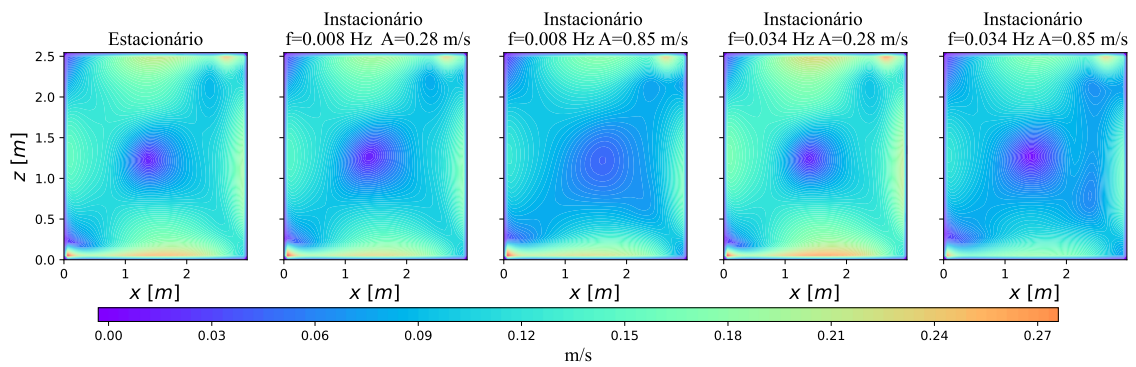 Estacionário
Instacionário
f=0.008 Hz  A=0.28 m/s
Instacionário
f=0.008 Hz A=0.85 m/s
Instacionário
f=0.034 Hz A=0.28 m/s
Instacionário
f=0.034 Hz A=0.85 m/s
z [m]
2.5
2.0
1.5
1.0
0.5
0.0
0 1 2
0 1 2
0 1 2
0 1 2
0 1 2
x [m]
x [m]
x [m]
x [m]
x [m]
0.00 0.03 0.06 0.09 0.12 0.15 0.18 0.21 0.24 0.27
m/s